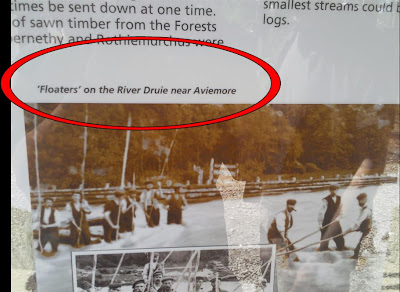 times be sent down at one time.
of sawn timber from the Forests
bernethy and Rothiemurchus were
smallest streams could b
logs.
‘Floaters’ on the River Druie near Aviemore